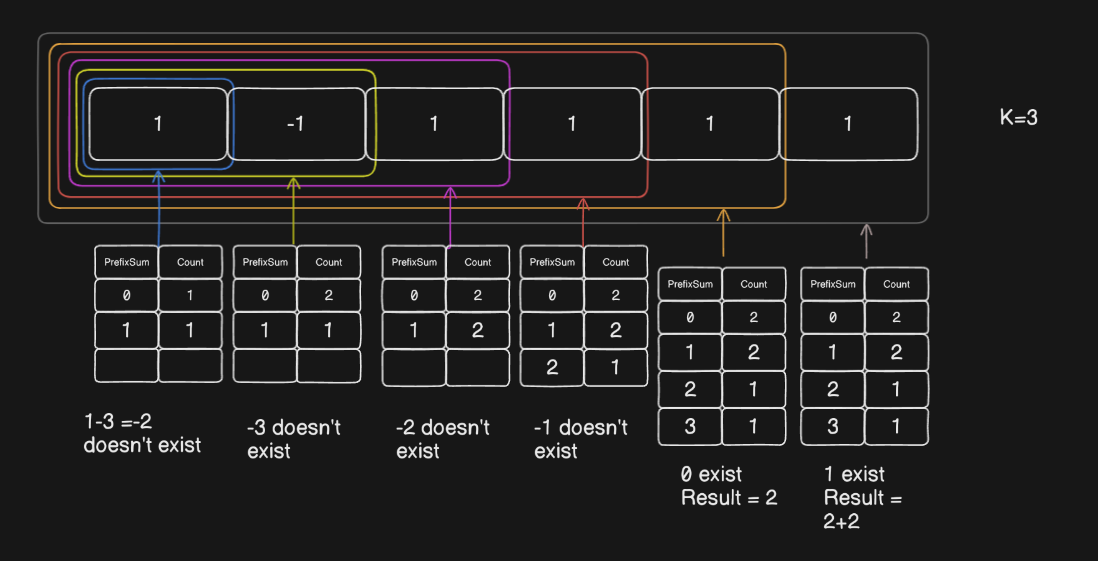 1 -1 1 1 1 1
K=3
PrefixSum Count
0 1
1 1
PrefixSum Count
0 2
1 1
PrefixSum Count
0 2
1 2
PrefixSum Count
0 2
1 2
2 1
PrefixSum Count
0 2
1 2
2 1
3 1
PrefixSum Count
0 2
1 2
2 1
3 1
1-3 =-2
doesn't exist
-3 doesn't
exist
-2 doesn't
exist
-1 doesn't
exist
0 exist
Result = 2
1 exist
Result =
2+2